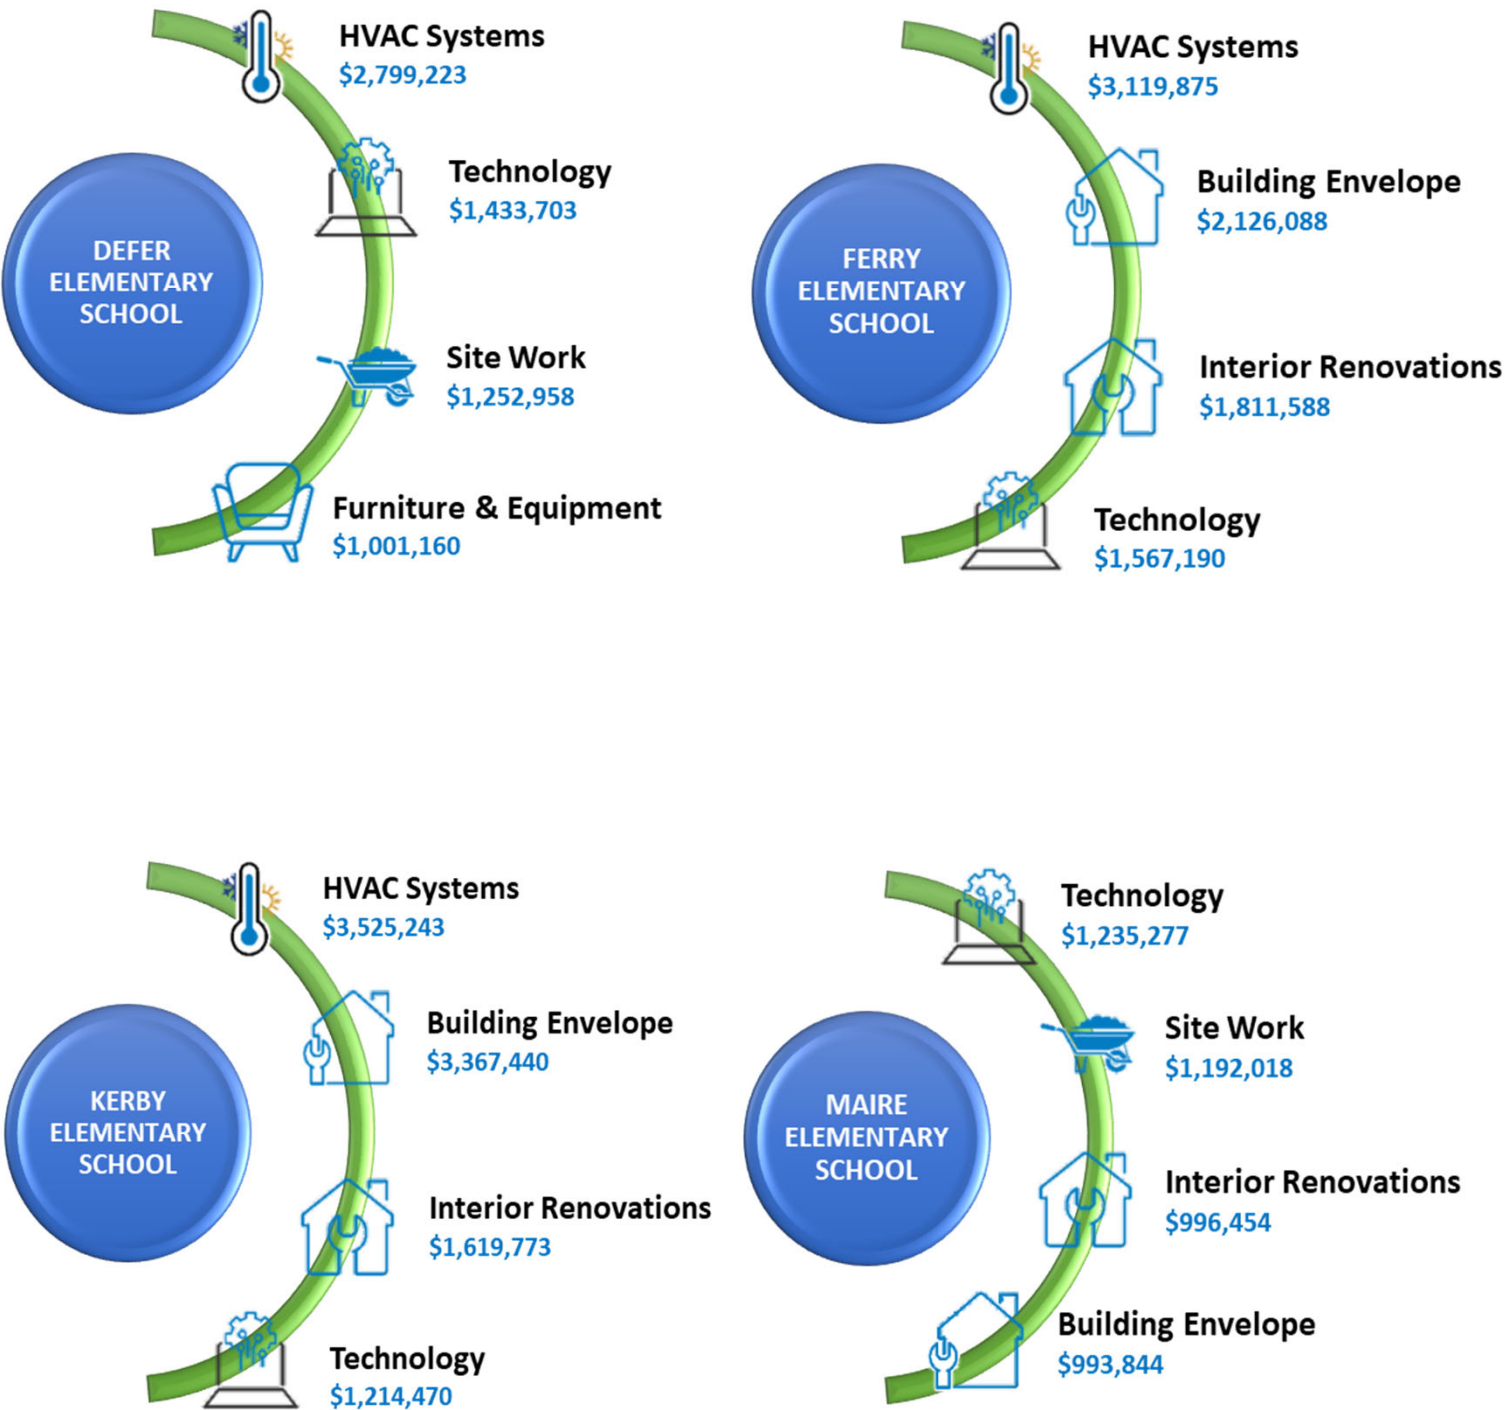 HVAC Systems
$2,799,223
Technology
$1,433,703
DEFER
ELEMENTARY
SCHOOL
Site Work
$1,252,958
Furniture & Equipment
$1,001,160
HVAC Systems
$3,119,875
Building Envelope
$2,126,088
FERRY
ELEMENTARY
SCHOOL
Interior Renovations
$1,811,588
Technology
$1,567,190
HVAC Systems
$3,525,243
Building Envelope
$3,367,440
KERBY
ELEMENTARY
SCHOOL
Interior Renovations
$1,619,773
Technology
$1,214,470
Technology
$1,235,277
Site Work
$1,192,018
MAIRE
ELEMENTARY
SCHOOL
Interior Renovations
$996,454
Building Envelope
$993,844